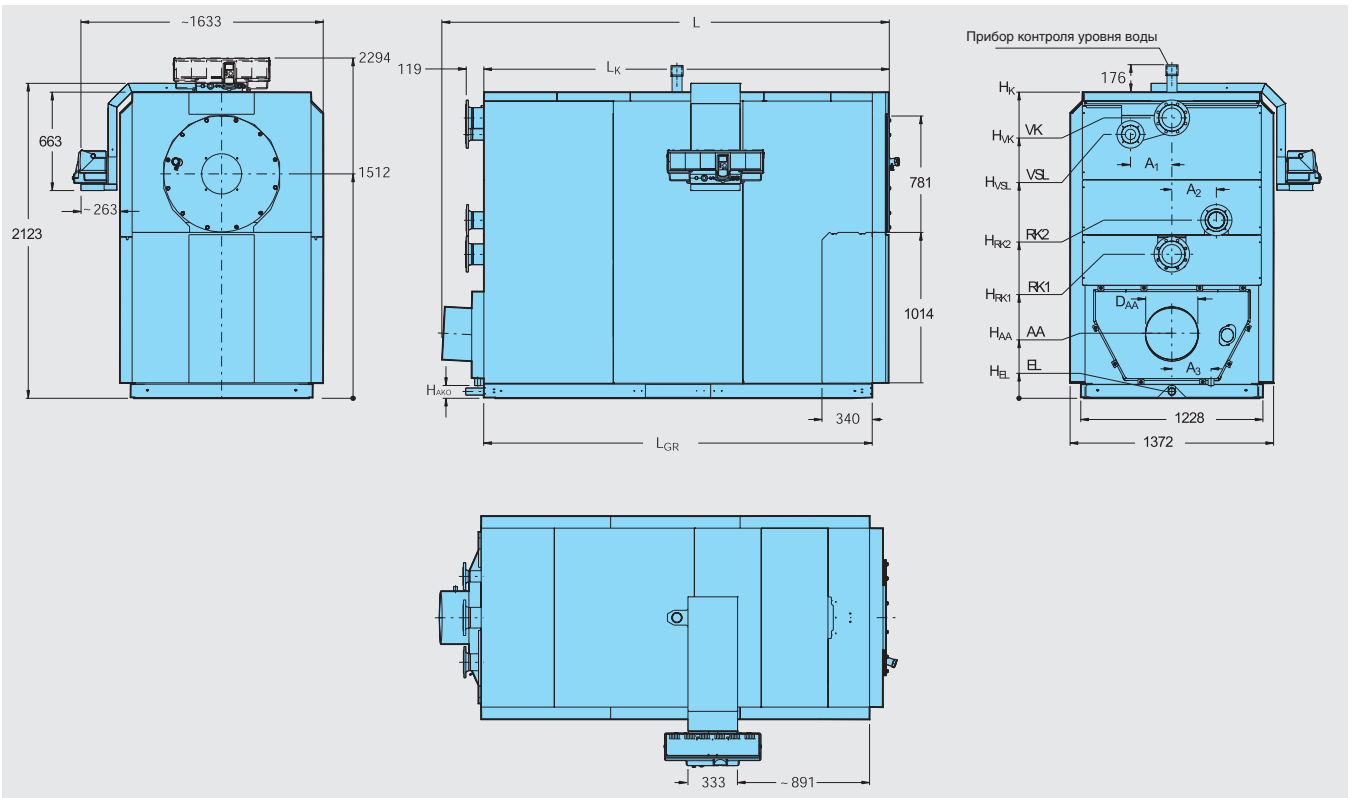 ~1633
2294
663
1512
~263
2123
L
119
L_K
781
1014
H_AKO
340
L_GR
Прибор контроля уровня воды
176
H_K
H_VK VK
A_1
H_VSL VSL
A_2
H_RK2 RK2
H_RK1 RK1
D_AA
H_AA AA
H_EL EL
A_3
1228
1372
333
~891